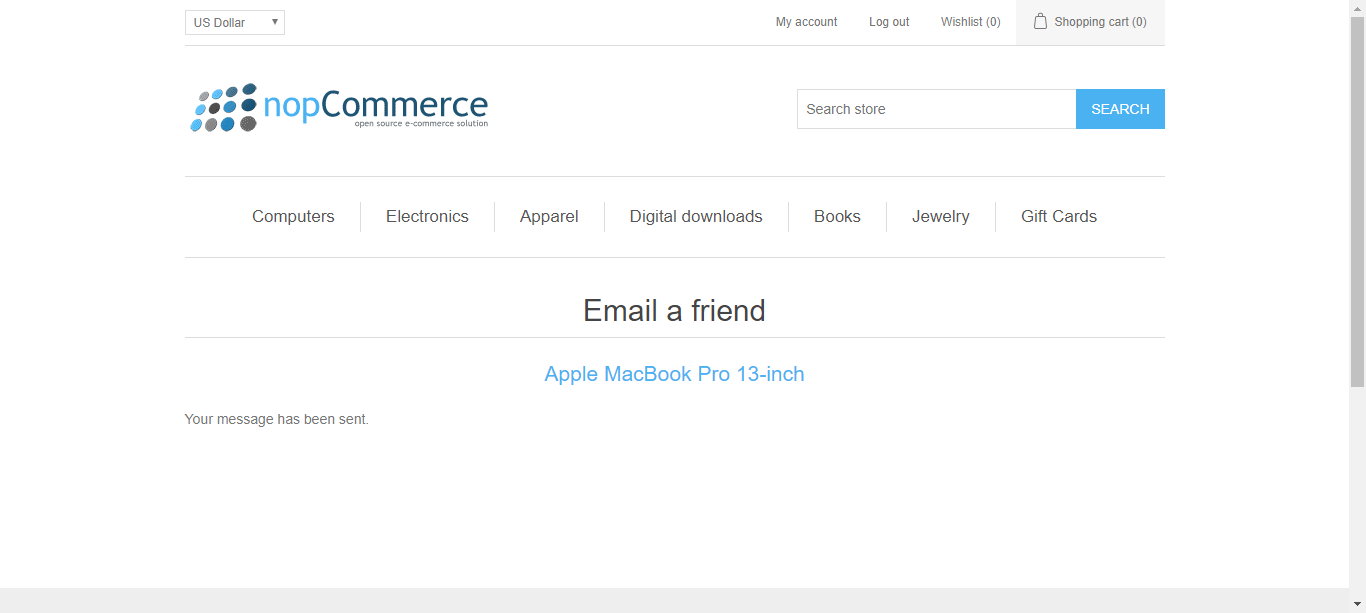 US Dollar
My account
Log out
Wishlist (0)
Shopping cart (0)
nopCommerce
open source e-commerce solution
Search store
SEARCH
Computers
Electronics
Apparel
Digital downloads
Books
Jewelry
Gift Cards
Email a friend
Apple MacBook Pro 13-inch
Your message has been sent.